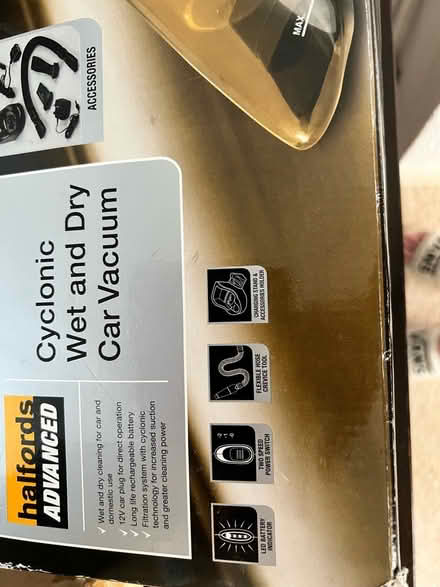 ACCESSORIES
MAX
Cyclonic
Wet and Dry
Car Vacuum
halfords
ADVANCED
Wet and dry cleaning for car and
domestic use
12V car plug for direct operation
Long life rechargeable battery
Filtration system with cyclonic
technology for increased suction
and greater cleaning power
LED BATTERY
INDICATOR
TWO SPEED
POWER SWITCH
FLEXIBLE HOSE
CREVICE TOOL
CHARGING STAND &
ACCESSORIES HOLDER